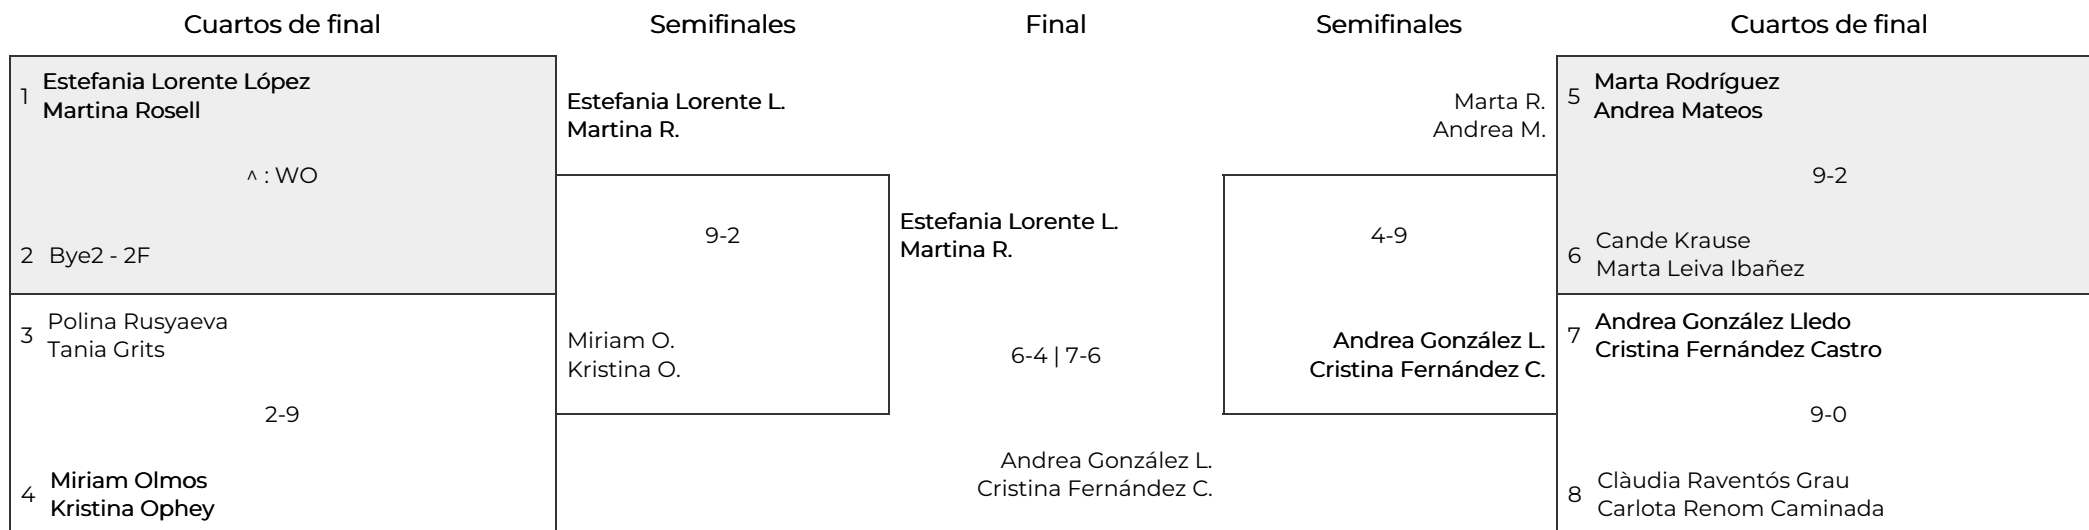 Cuartos de final
Semifinales
Final
Semifinales
Cuartos de final
1
Estefania Lorente López
Martina Rosell
^ : WO
2
Bye2 - 2F
3
Polina Rusyaeva
Tania Grits
2-9
4
Miriam Olmos
Kristina Ophey
Estefania Lorente L.
Martina R.
9-2
Miriam O.
Kristina O.
Estefania Lorente L.
Martina R.
6-4 | 7-6
Andrea González L.
Cristina Fernández C.
Marta R.
Andrea M.
4-9
Andrea González L.
Cristina Fernández C.
5
Marta Rodríguez
Andrea Mateos
9-2
6
Cande Krause
Marta Leiva Ibañez
7
Andrea González Lledo
Cristina Fernández Castro
9-0
8
Clàudia Raventós Grau
Carlota Renom Caminada